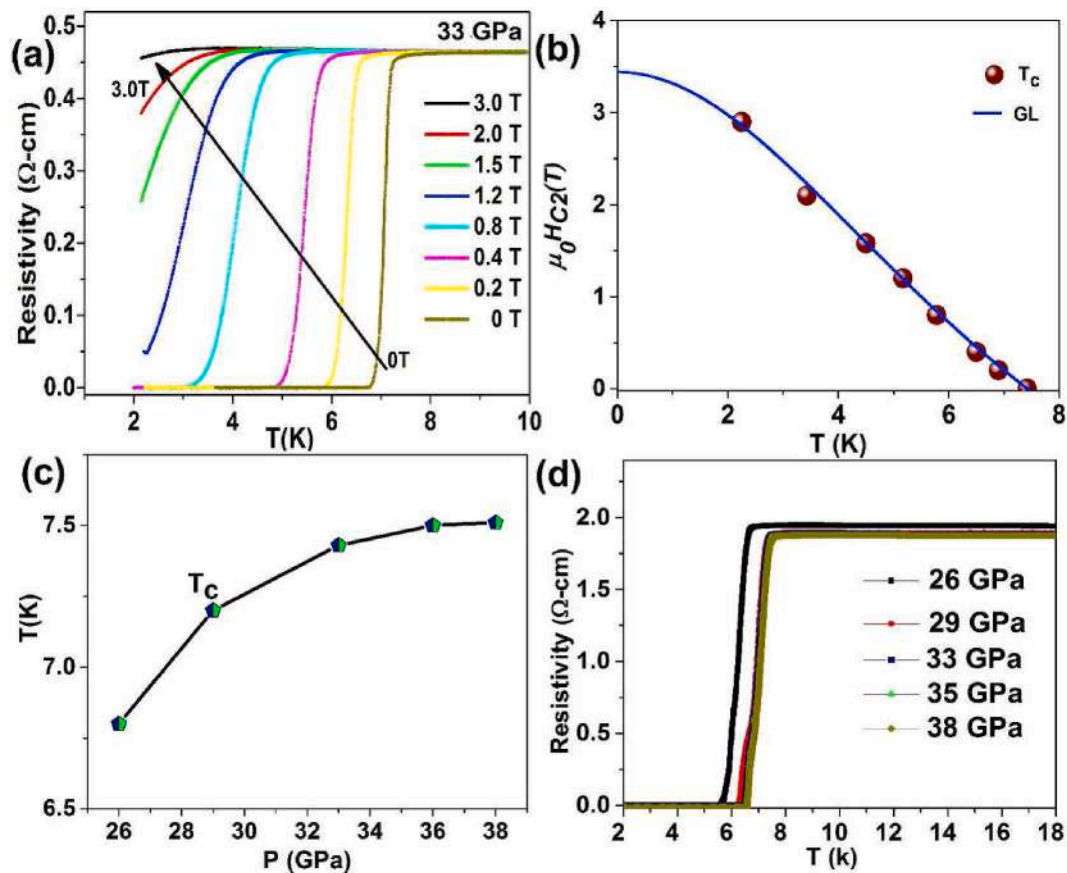 (a)
33 GPa
0.5
0.4
0.3
0.2
0.1
0.0
Resistivity (Ω-cm)
3.0T
0T
3.0 T
2.0 T
1.5 T
1.2 T
0.8 T
0.4 T
0.2 T
0 T
2 4 6 8 10
T(K)
(b)
4
3
2
1
0
μ0HC2(T)
Tc
GL
0 2 4 6 8
T (K)
(c)
7.5
7.0
6.5
T(K)
Tc
26 28 30 32 34 36 38
P (GPa)
(d)
2.0
1.5
1.0
0.5
0.0
Resistivity (Ω-cm)
26 GPa
29 GPa
33 GPa
35 GPa
38 GPa
2 4 6 8 10 12 14 16 18
T (k)